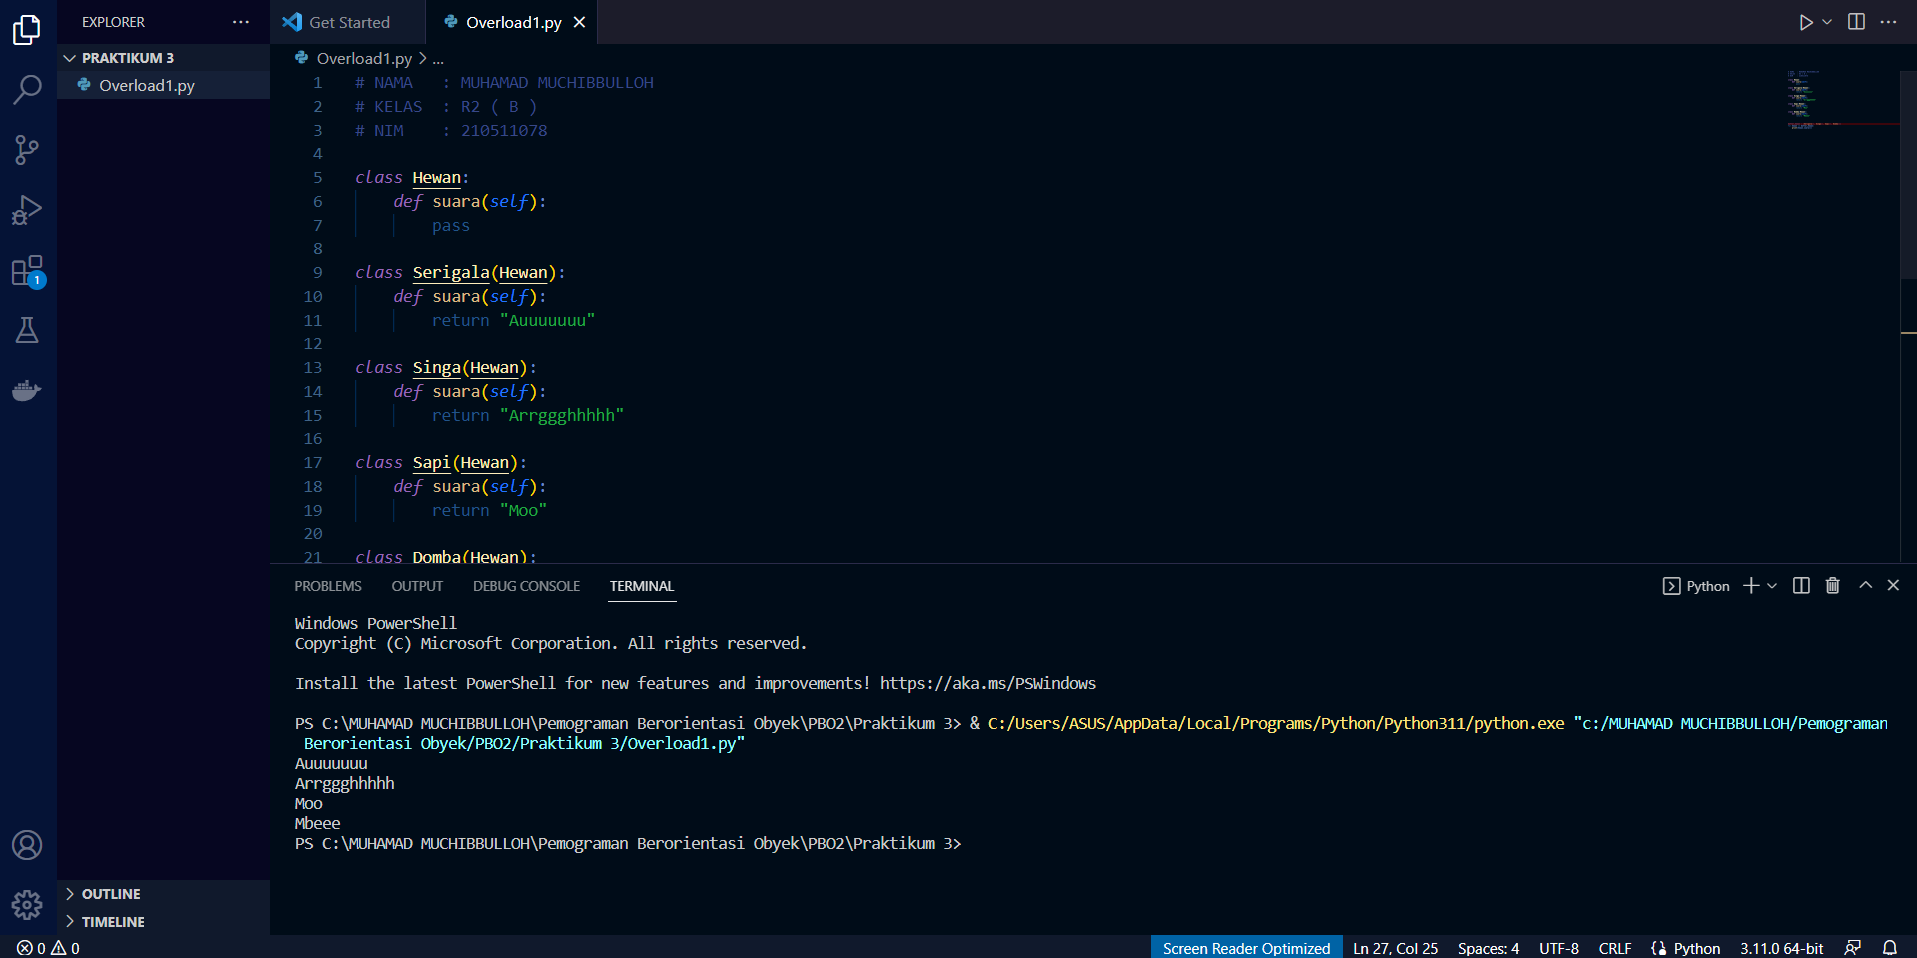 EXPLORER ...
PRAKTIKUM 3
Overload1.py
OUTLINE
TIMELINE
1
Get Started
Overload1.py
Overload1.py > ...
1 # NAMA   : MUHAMAD MUCHIBBULLOH
2 # KELAS  : R2 ( B )
3 # NIM    : 210511078
4
5 class Hewan:
6     def suara(self):
7         pass
8
9 class Serigala(Hewan):
10     def suara(self):
11         return "Auuuuuuu"
12
13 class Singa(Hewan):
14     def suara(self):
15         return "Arrggghhhhh"
16
17 class Sapi(Hewan):
18     def suara(self):
19         return "Moo"
20
21 class Domba(Hewan):
PROBLEMS OUTPUT DEBUG CONSOLE TERMINAL Python
Windows PowerShell
Copyright (C) Microsoft Corporation. All rights reserved.
Install the latest PowerShell for new features and improvements! https://aka.ms/PSWindows
PS C:\MUHAMAD MUCHIBBULLOH\Pemograman Berorientasi Obyek\PBO2\Praktikum 3> & C:/Users/ASUS/AppData/Local/Programs/Python/Python311/python.exe "c:/MUHAMAD MUCHIBBULLOH/Pemograman
Berorientasi Obyek/PBO2/Praktikum 3/Overload1.py"
Auuuuuuu
Arrggghhhhh
Moo
Mbeee
PS C:\MUHAMAD MUCHIBBULLOH\Pemograman Berorientasi Obyek\PBO2\Praktikum 3>
0 0 Screen Reader Optimized Ln 27, Col 25 Spaces: 4 UTF-8 CRLF Python 3.11.0 64-bit